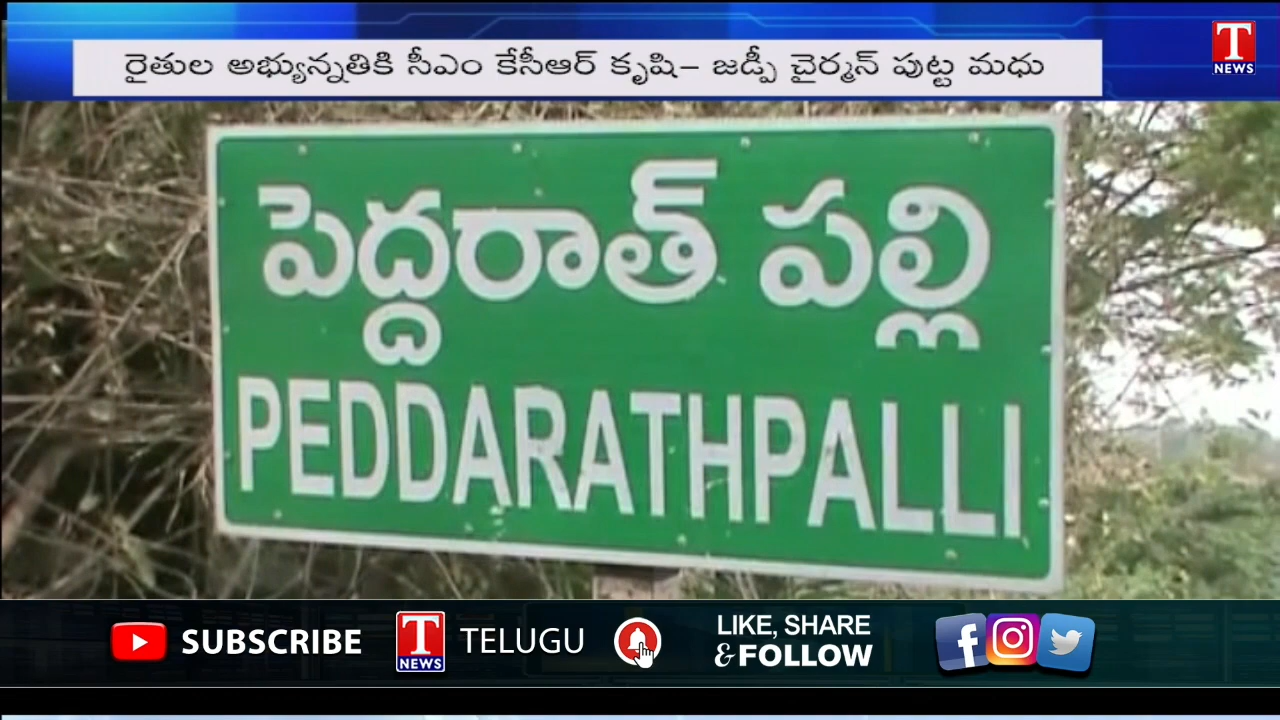 రైతుల అభ్యున్నతికి సీఎం కేసీఆర్ కృషి– జడ్పీ చైర్మన్ పుట్ట మధు
T
NEWS
పెద్దరాత్ పల్లి
PEDDARATHPALLI
SUBSCRIBE
T
NEWS
TELUGU
LIKE, SHARE
& FOLLOW